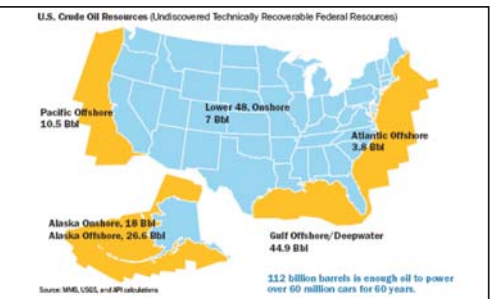 U.S. Crude Oil Resources (Undiscovered Technically Recoverable Federal Resources)
Pacific Offshore
10.5 Bbl
Lower 48, Onshore
7 Bbl
Atlantic Offshore
3.8 Bbl
Alaska Onshore, 18 Bbl
Alaska Offshore, 26.6 Bbl
Gulf Offshore/Deepwater
44.9 Bbl
112 billion barrels is enough oil to power
over 60 million cars for 60 years.
Source: MMS, USGS, and API calculations